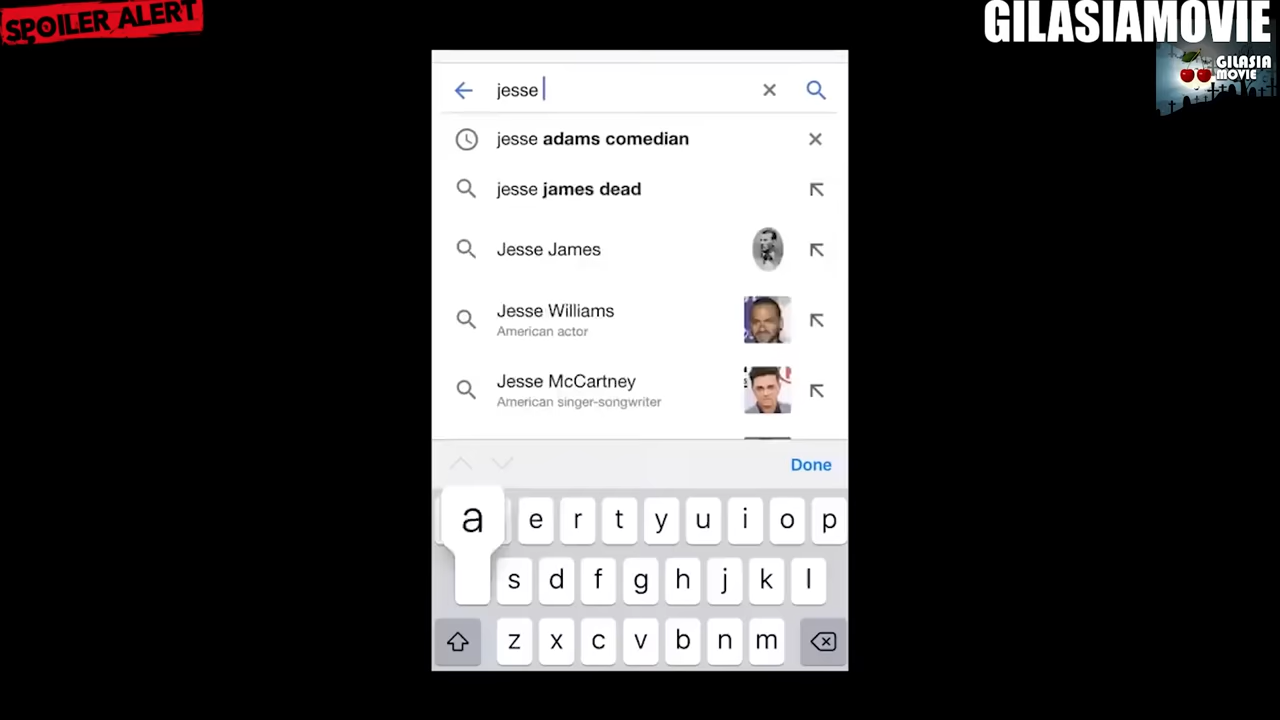 SPOILER ALERT
GILASIAMOVIE
GILASIA
MOVIE
jesse
jesse adams comedian
jesse james dead
Jesse James
Jesse Williams
American actor
Jesse McCartney
American singer-songwriter
Done
a e r t y u i o p
s d f g h j k l
z x c v b n m